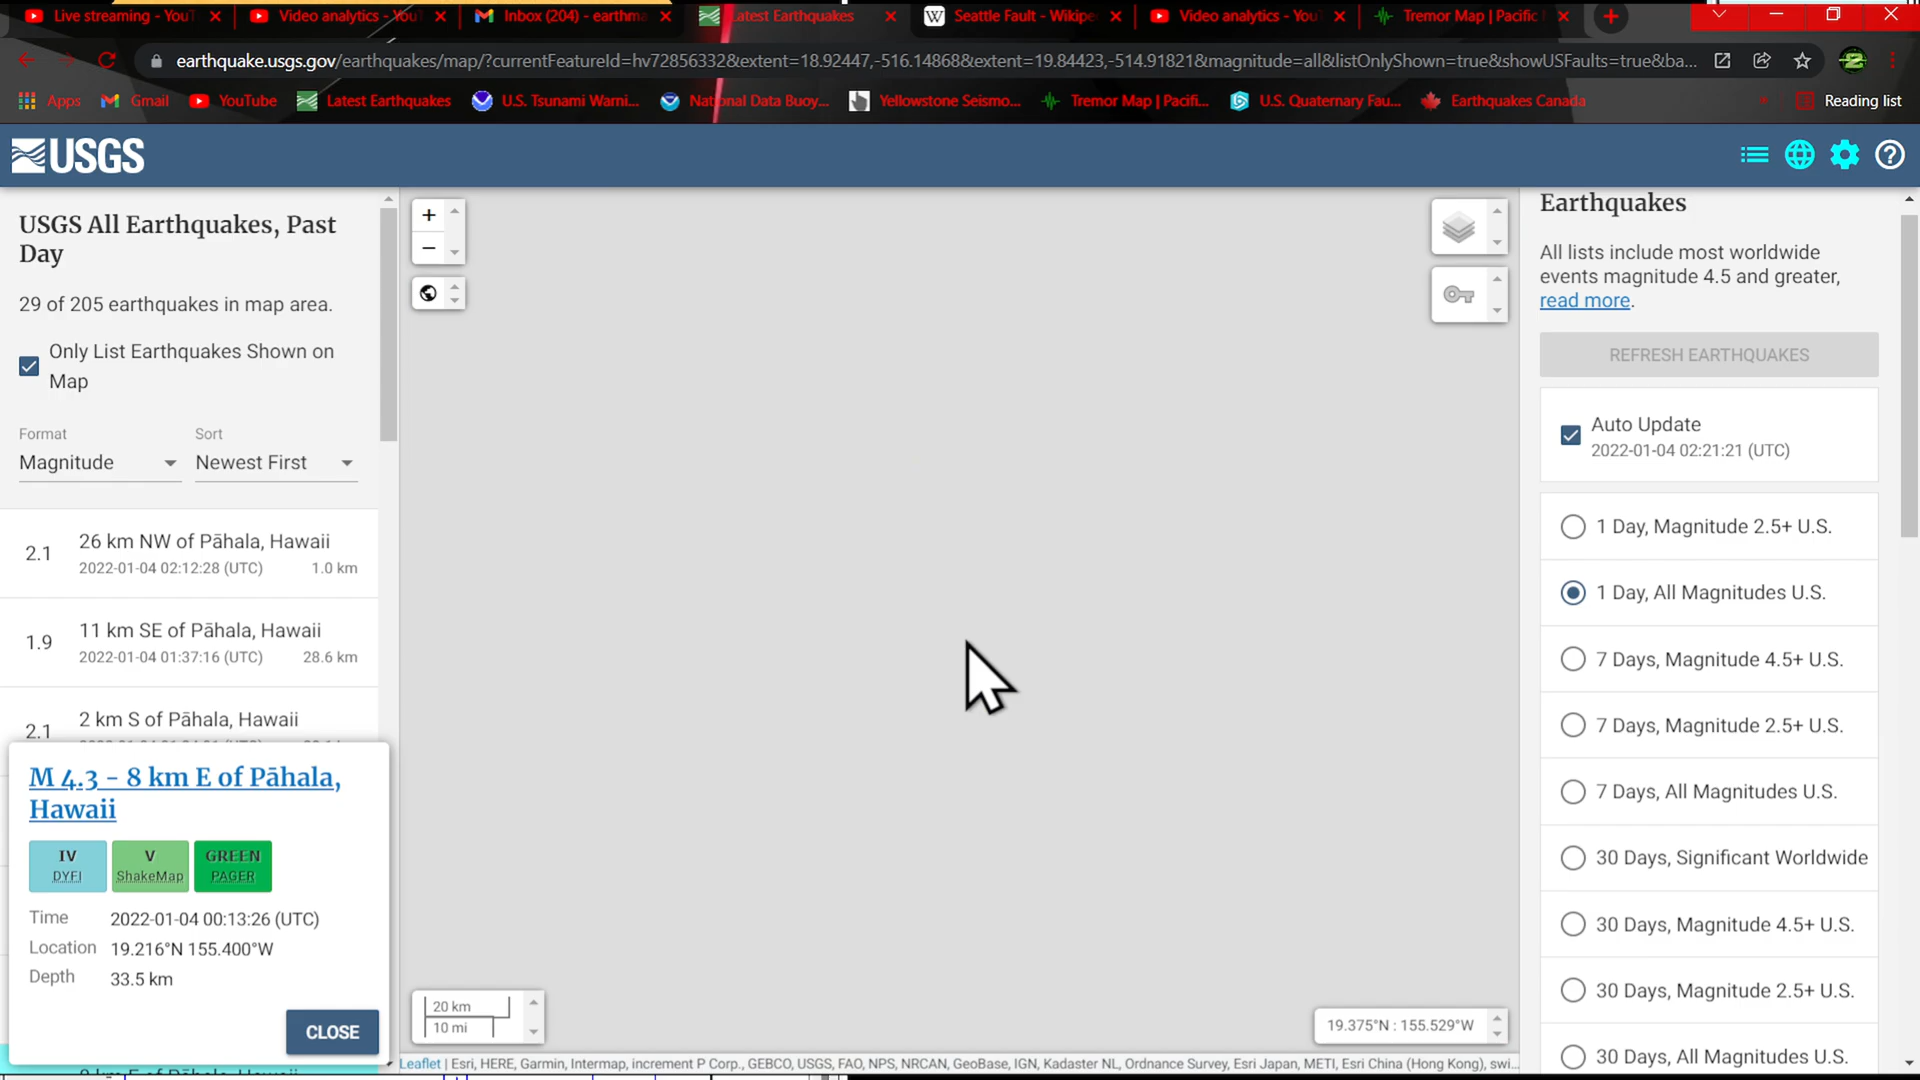 Live streaming - YouT
Video analytics - YouT
Inbox (204) - earthma
Latest Earthquakes
Seattle Fault - Wikipe
Video analytics - YouT
Tremor Map | Pacific
earthquake.usgs.gov/earthquakes/map/?currentFeatureId=hv72856332&extent=18.92447,-516.14868&extent=19.84423,-514.91821&magnitude=all&listOnlyShown=true&showUSFaults=true&ba...
Apps
Gmail
YouTube
Latest Earthquakes
U.S. Tsunami Warni...
National Data Buoy...
Yellowstone Seismo...
Tremor Map | Pacifi...
U.S. Quaternary Fau...
Earthquakes Canada
Reading list
USGS
USGS All Earthquakes, Past
Day
29 of 205 earthquakes in map area.
Only List Earthquakes Shown on
Map
Format
Sort
Magnitude
Newest First
2.1
26 km NW of Pāhala, Hawaii
2022-01-04 02:12:28 (UTC)
1.0 km
1.9
11 km SE of Pāhala, Hawaii
2022-01-04 01:37:16 (UTC)
28.6 km
2.1
2 km S of Pāhala, Hawaii
M 4.3 - 8 km E of Pāhala,
Hawaii
IV
DYFI
V
ShakeMap
GREEN
PAGER
Time
2022-01-04 00:13:26 (UTC)
Location
19.216°N 155.400°W
Depth
33.5 km
CLOSE
20 km
10 mi
19.375°N : 155.529°W
Leaflet | Esri, HERE, Garmin, Intermap, increment P Corp., GEBCO, USGS, FAO, NPS, NRCAN, GeoBase, IGN, Kadaster NL, Ordnance Survey, Esri Japan, METI, Esri China (Hong Kong), swi...
Earthquakes
All lists include most worldwide
events magnitude 4.5 and greater,
read more.
REFRESH EARTHQUAKES
Auto Update
2022-01-04 02:21:21 (UTC)
1 Day, Magnitude 2.5+ U.S.
1 Day, All Magnitudes U.S.
7 Days, Magnitude 4.5+ U.S.
7 Days, Magnitude 2.5+ U.S.
7 Days, All Magnitudes U.S.
30 Days, Significant Worldwide
30 Days, Magnitude 4.5+ U.S.
30 Days, Magnitude 2.5+ U.S.
30 Days, All Magnitudes U.S.